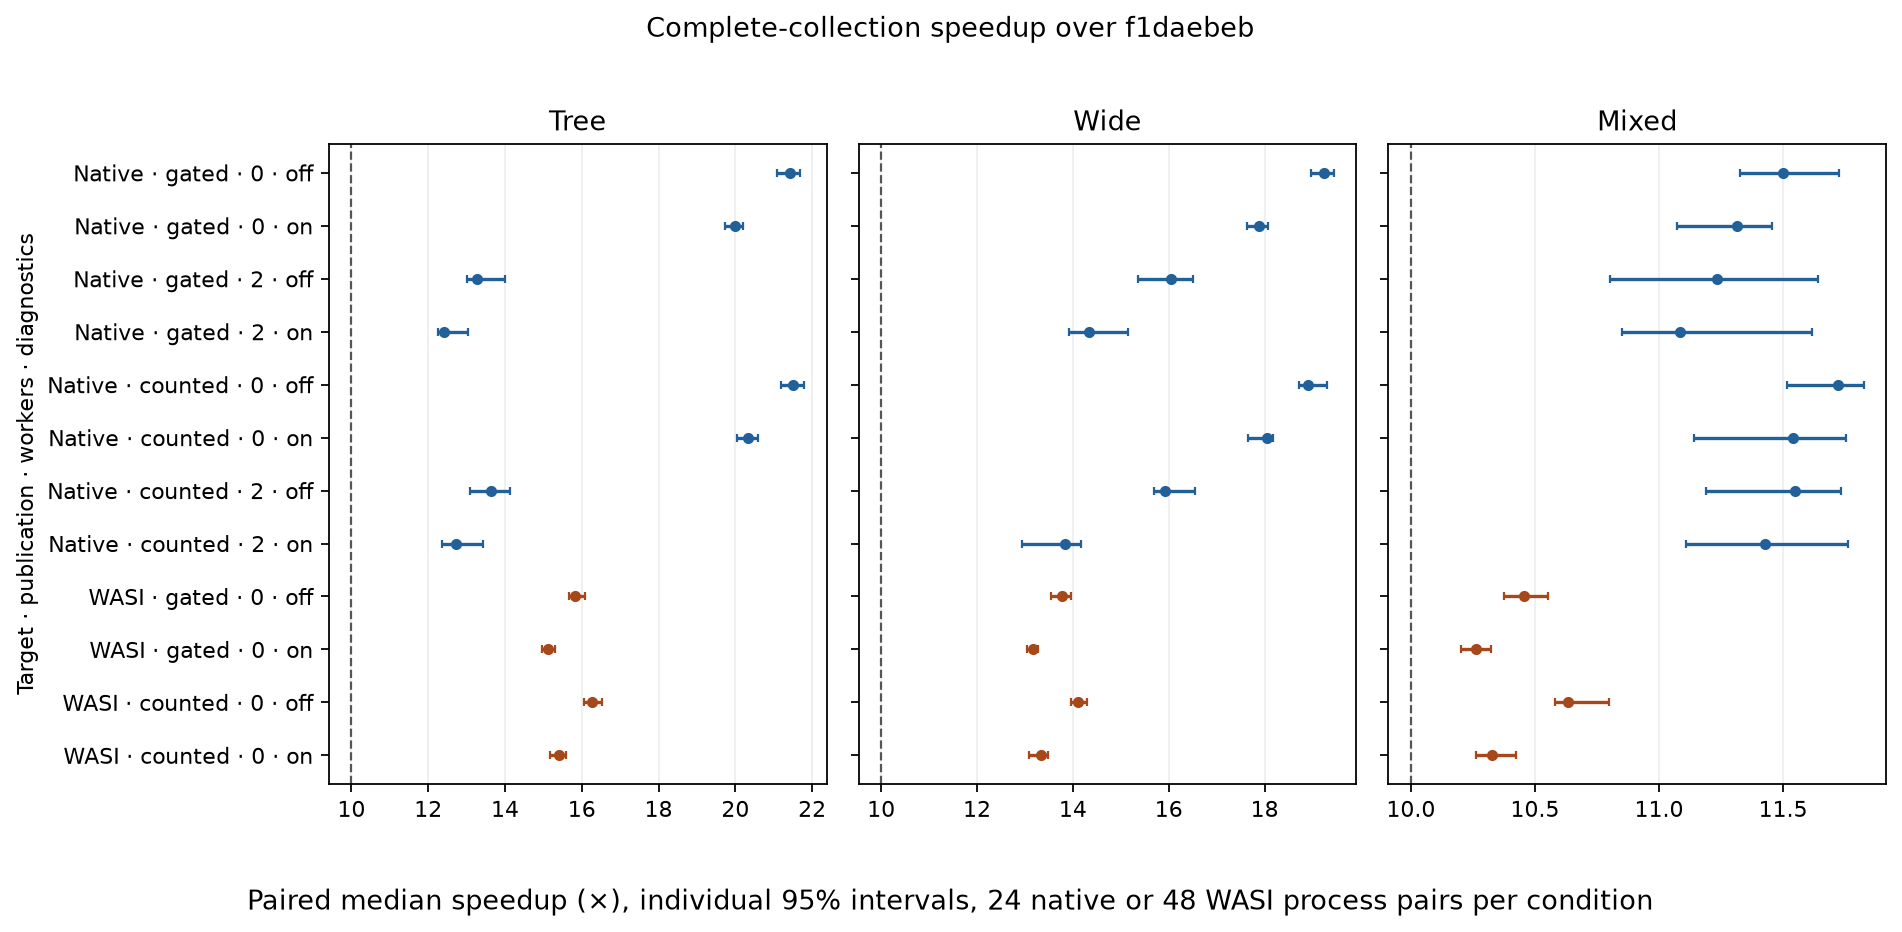 Complete-collection speedup over f1daebeb
Tree
Wide
Mixed
Target · publication · workers · diagnostics
Native · gated · 0 · off
Native · gated · 0 · on
Native · gated · 2 · off
Native · gated · 2 · on
Native · counted · 0 · off
Native · counted · 0 · on
Native · counted · 2 · off
Native · counted · 2 · on
WASI · gated · 0 · off
WASI · gated · 0 · on
WASI · counted · 0 · off
WASI · counted · 0 · on
10 12 14 16 18 20 22
10 12 14 16 18
10.0 10.5 11.0 11.5
Paired median speedup (×), individual 95% intervals, 24 native or 48 WASI process pairs per condition